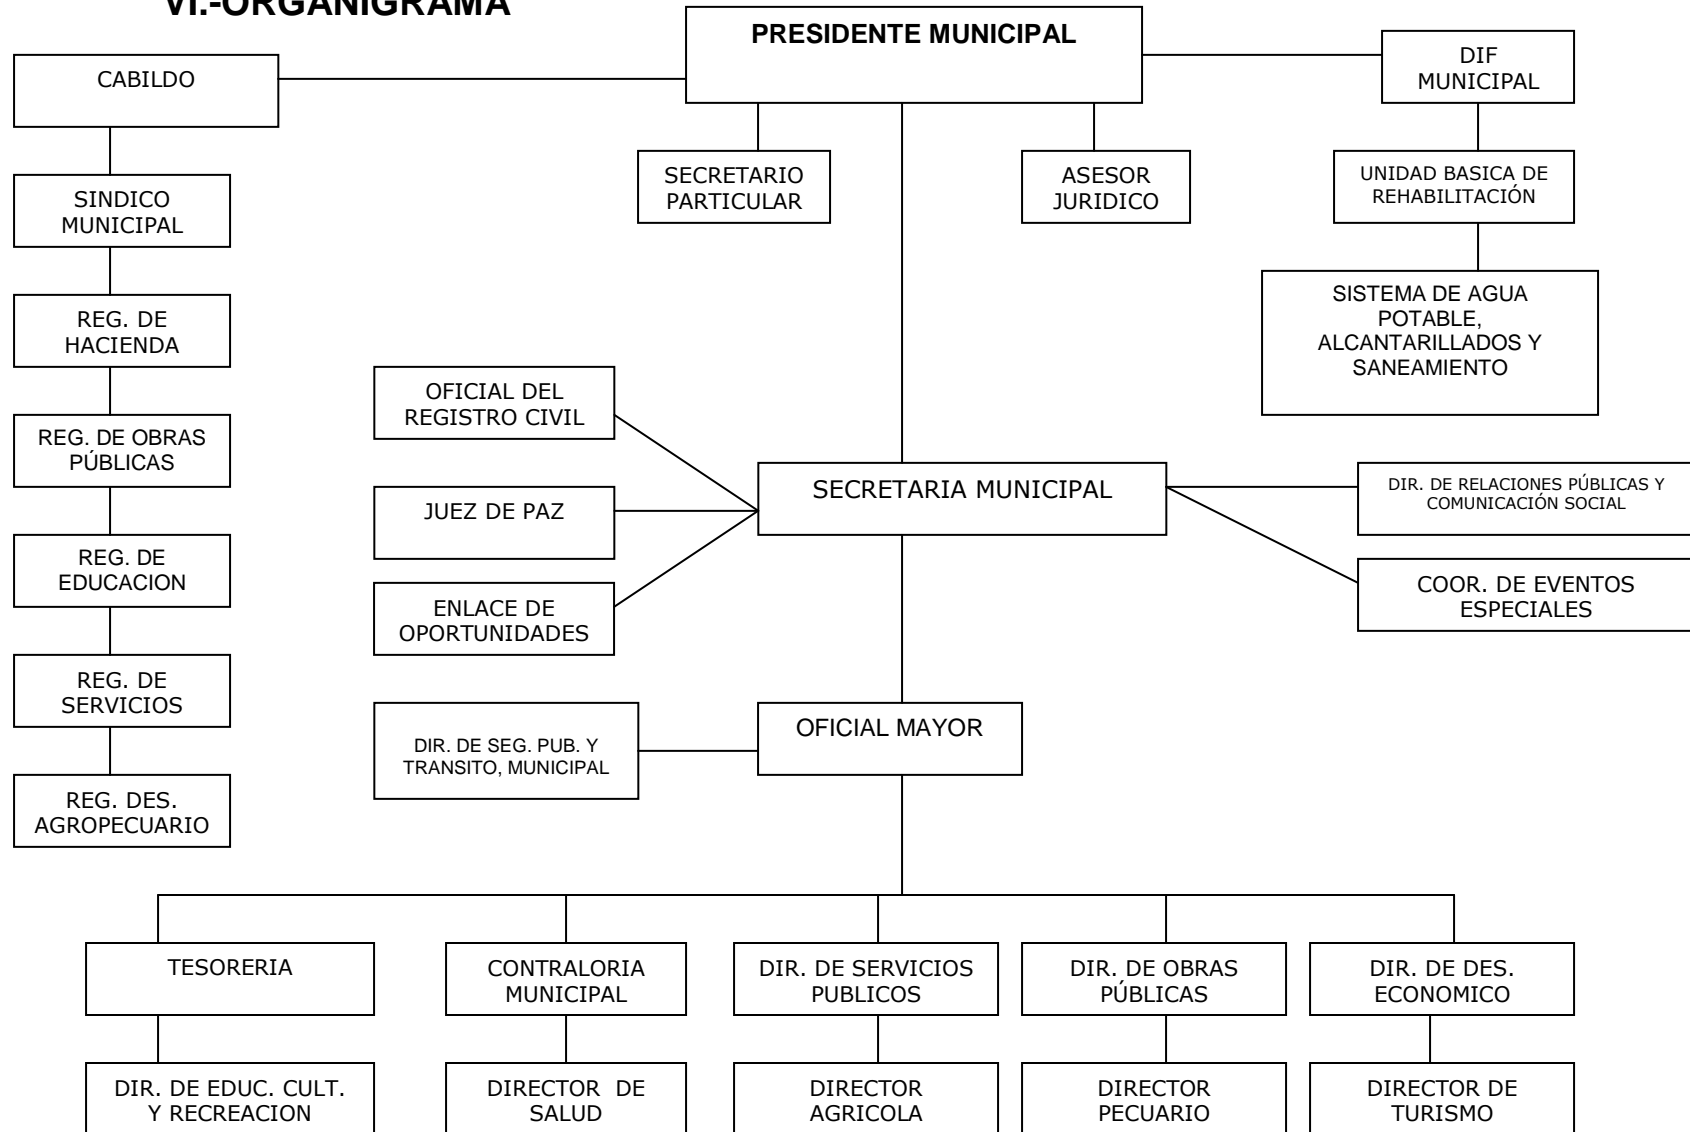 VI.-ORGANIGRAMA
PRESIDENTE MUNICIPAL
CABILDO
DIF
MUNICIPAL
SECRETARIO
PARTICULAR
ASESOR
JURIDICO
UNIDAD BASICA DE
REHABILITACIÓN
SINDICO
MUNICIPAL
SISTEMA DE AGUA
POTABLE,
ALCANTARILLADOS Y
SANEAMIENTO
REG. DE
HACIENDA
OFICIAL DEL
REGISTRO CIVIL
REG. DE OBRAS
PÚBLICAS
SECRETARIA MUNICIPAL
DIR. DE RELACIONES PÚBLICAS Y
COMUNICACIÓN SOCIAL
JUEZ DE PAZ
REG. DE
EDUCACION
COOR. DE EVENTOS
ESPECIALES
ENLACE DE
OPORTUNIDADES
REG. DE
SERVICIOS
OFICIAL MAYOR
DIR. DE SEG. PUB. Y
TRANSITO, MUNICIPAL
REG. DES.
AGROPECUARIO
TESORERIA
CONTRALORIA
MUNICIPAL
DIR. DE SERVICIOS
PUBLICOS
DIR. DE OBRAS
PÚBLICAS
DIR. DE DES.
ECONOMICO
DIR. DE EDUC. CULT.
Y RECREACION
DIRECTOR DE
SALUD
DIRECTOR
AGRICOLA
DIRECTOR
PECUARIO
DIRECTOR DE
TURISMO